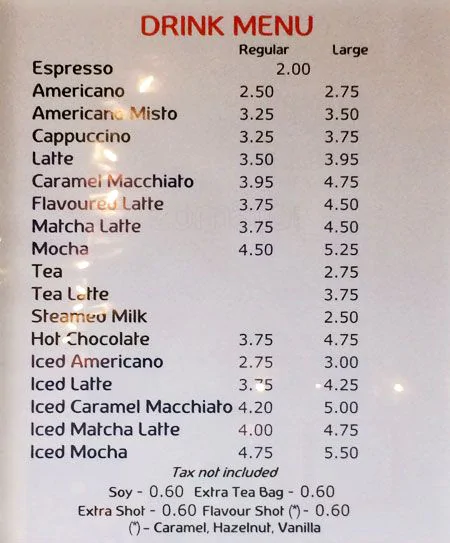 DRINK MENU
Regular Large
Espresso 2.00
Americano 2.50 2.75
Americano Misto 3.25 3.50
Cappuccino 3.25 3.75
Latte 3.50 3.95
Caramel Macchiato 3.95 4.75
Flavoured Latte 3.75 4.50
Matcha Latte 3.75 4.50
Mocha 4.50 5.25
Tea 2.75
Tea Latte 3.75
Steamed Milk 2.50
Hot Chocolate 3.75 4.75
Iced Americano 2.75 3.00
Iced Latte 3.75 4.25
Iced Caramel Macchiato 4.20 5.00
Iced Matcha Latte 4.00 4.75
Iced Mocha 4.75 5.50
Tax not included
Soy - 0.60 Extra Tea Bag - 0.60
Extra Shot - 0.60 Flavour Shot (*) - 0.60
(*) - Caramel, Hazelnut, Vanilla